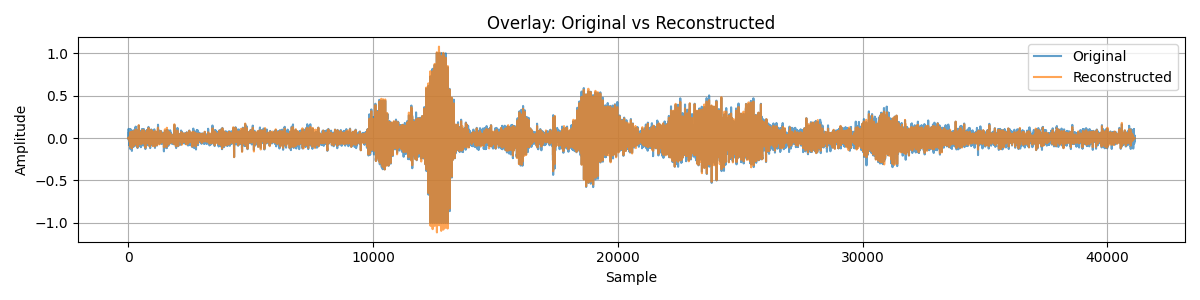 Overlay: Original vs Reconstructed
Original
Reconstructed
Amplitude
1.0
0.5
0.0
−0.5
−1.0
0 10000 20000 30000 40000
Sample